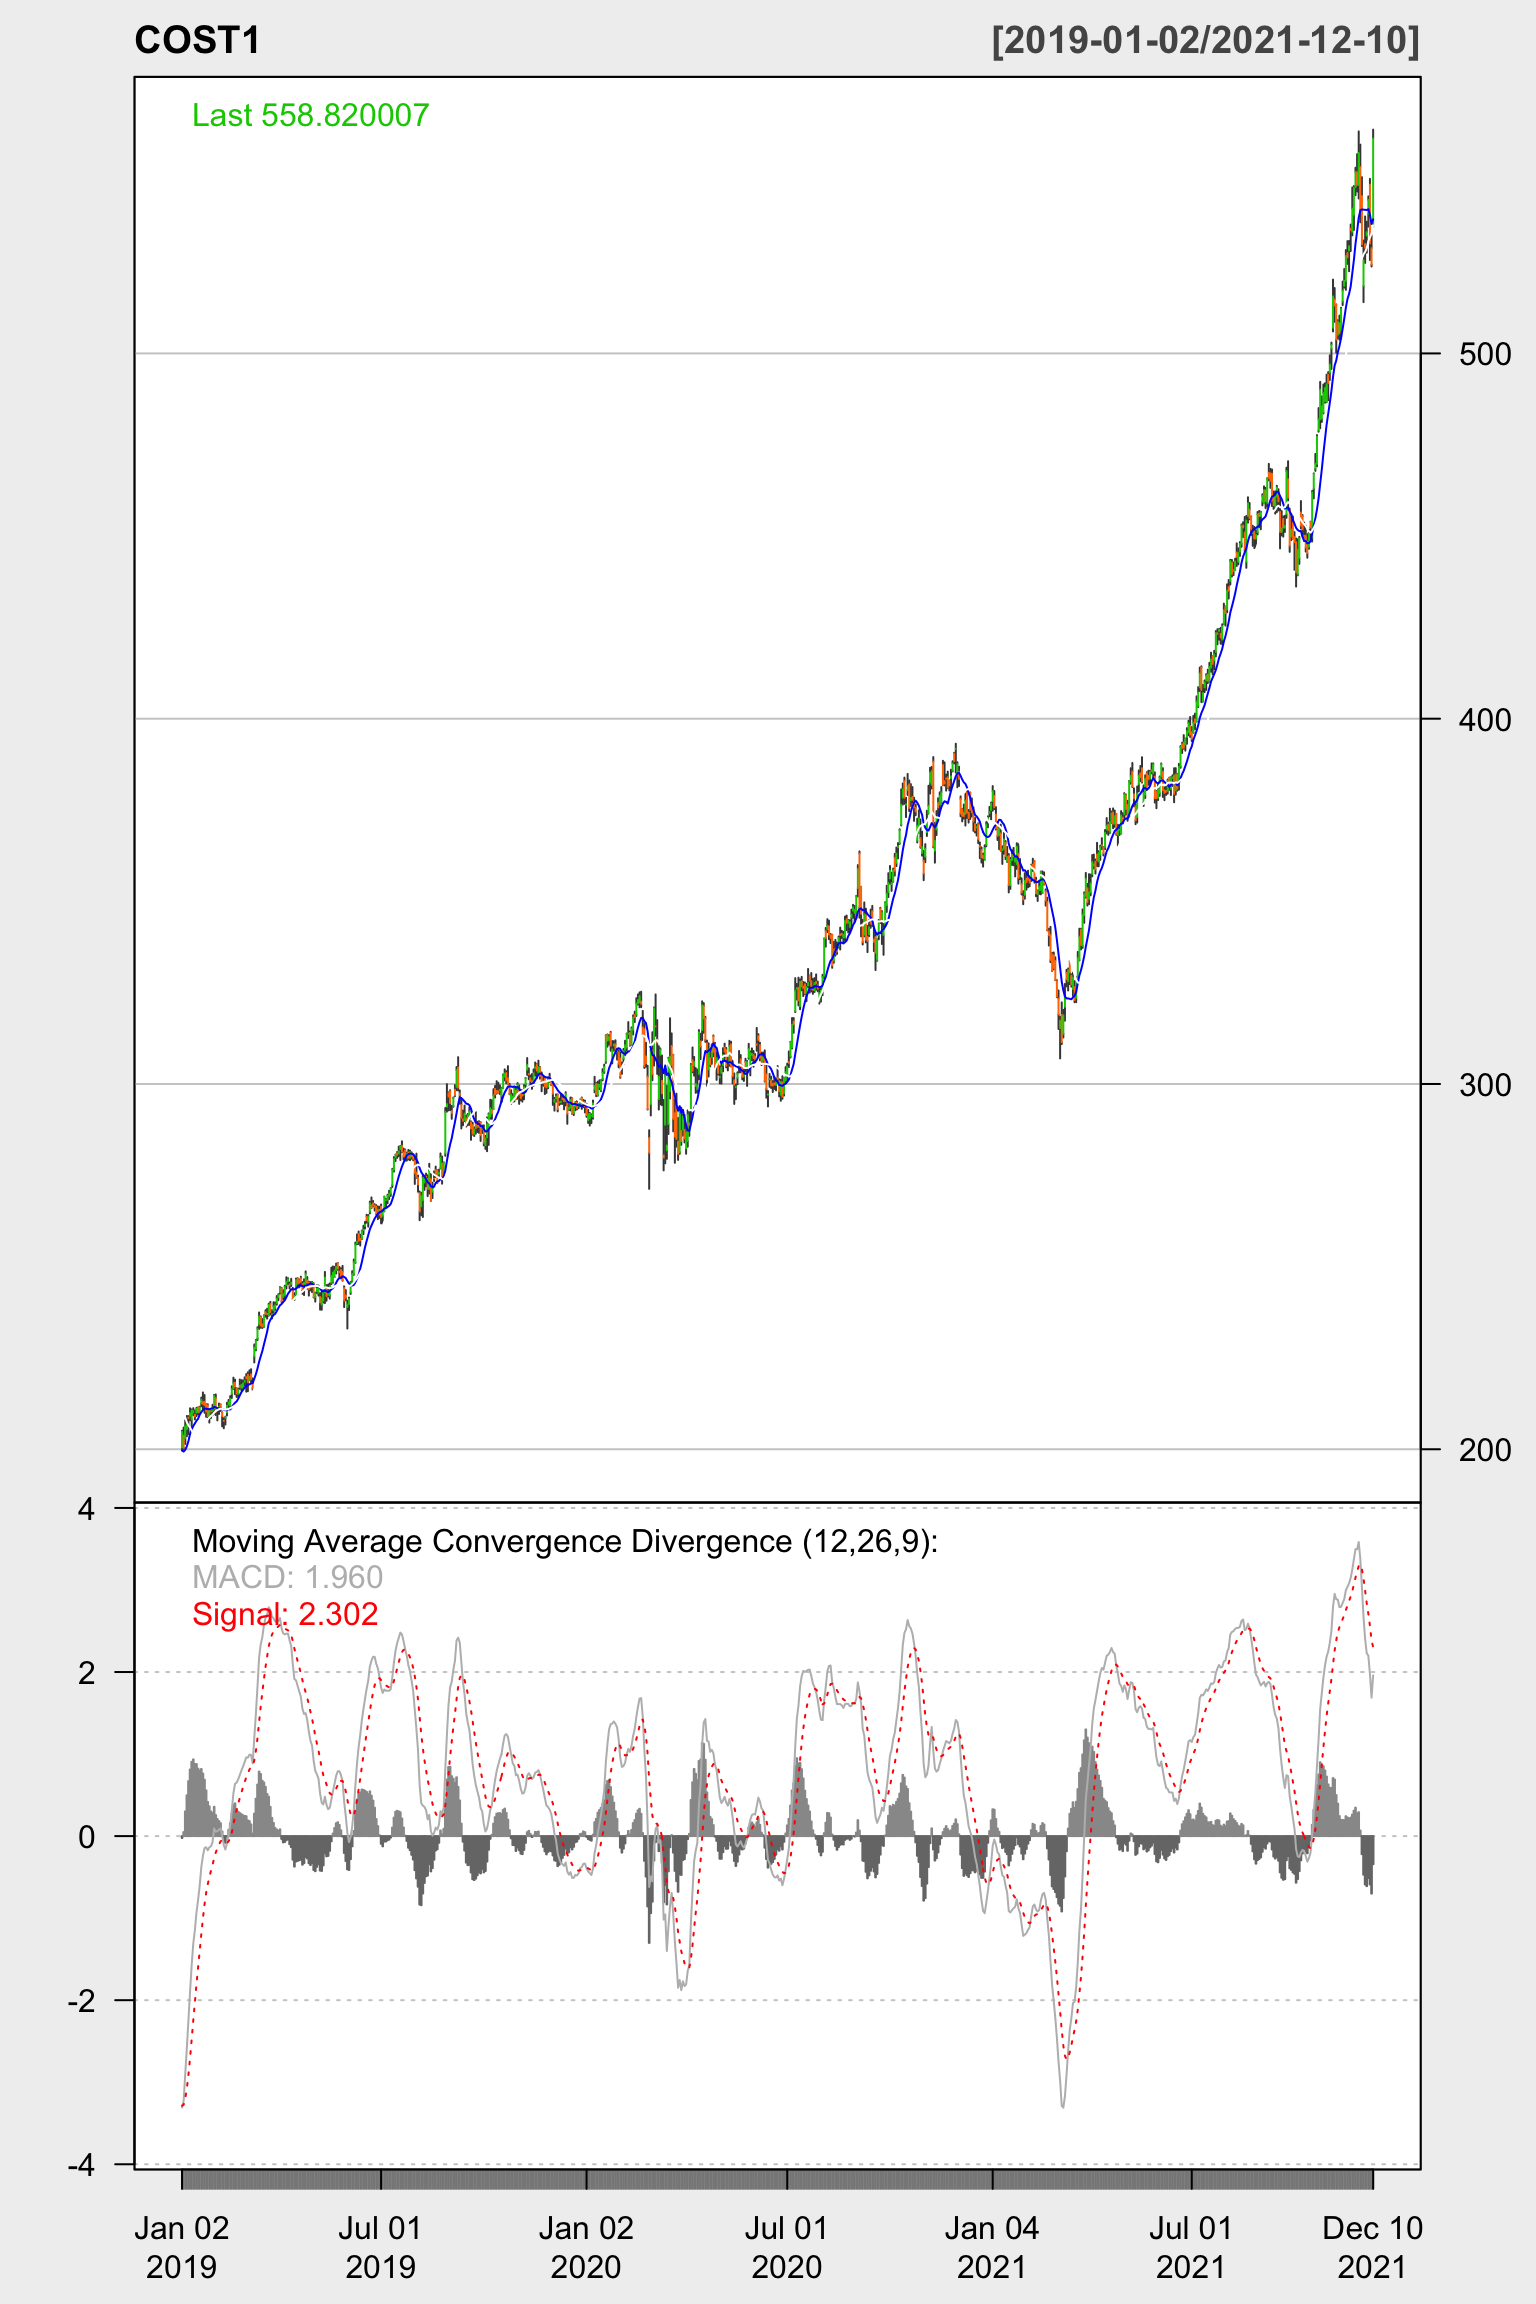 COST1
[2019-01-02/2021-12-10]
Last 558.820007
500
400
300
200
Moving Average Convergence Divergence (12,26,9):
MACD: 1.960
Signal: 2.302
4
2
0
-2
-4
Jan 02 Jul 01 Jan 02 Jul 01 Jan 04 Jul 01 Dec 10
2019 2019 2020 2020 2021 2021 2021